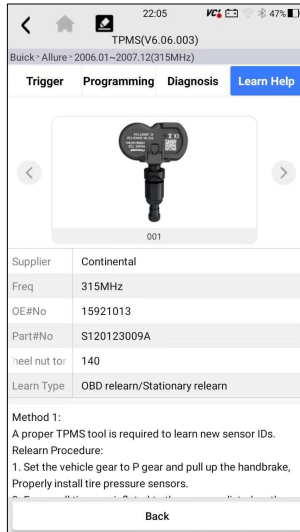 22:05
VC
47%
TPMS(V6.06.003)
Buick > Allure > 2006.01~2007.12(315MHz)
Trigger Programming Diagnosis Learn Help
001
Supplier Continental
Freq 315MHz
OE#No 15921013
Part#No S120123009A
heel nut tor 140
Learn Type OBD relearn/Stationary relearn
Method 1:
A proper TPMS tool is required to learn new sensor IDs.
Relearn Procedure:
1. Set the vehicle gear to P gear and pull up the handbrake,
Properly install tire pressure sensors.
Back